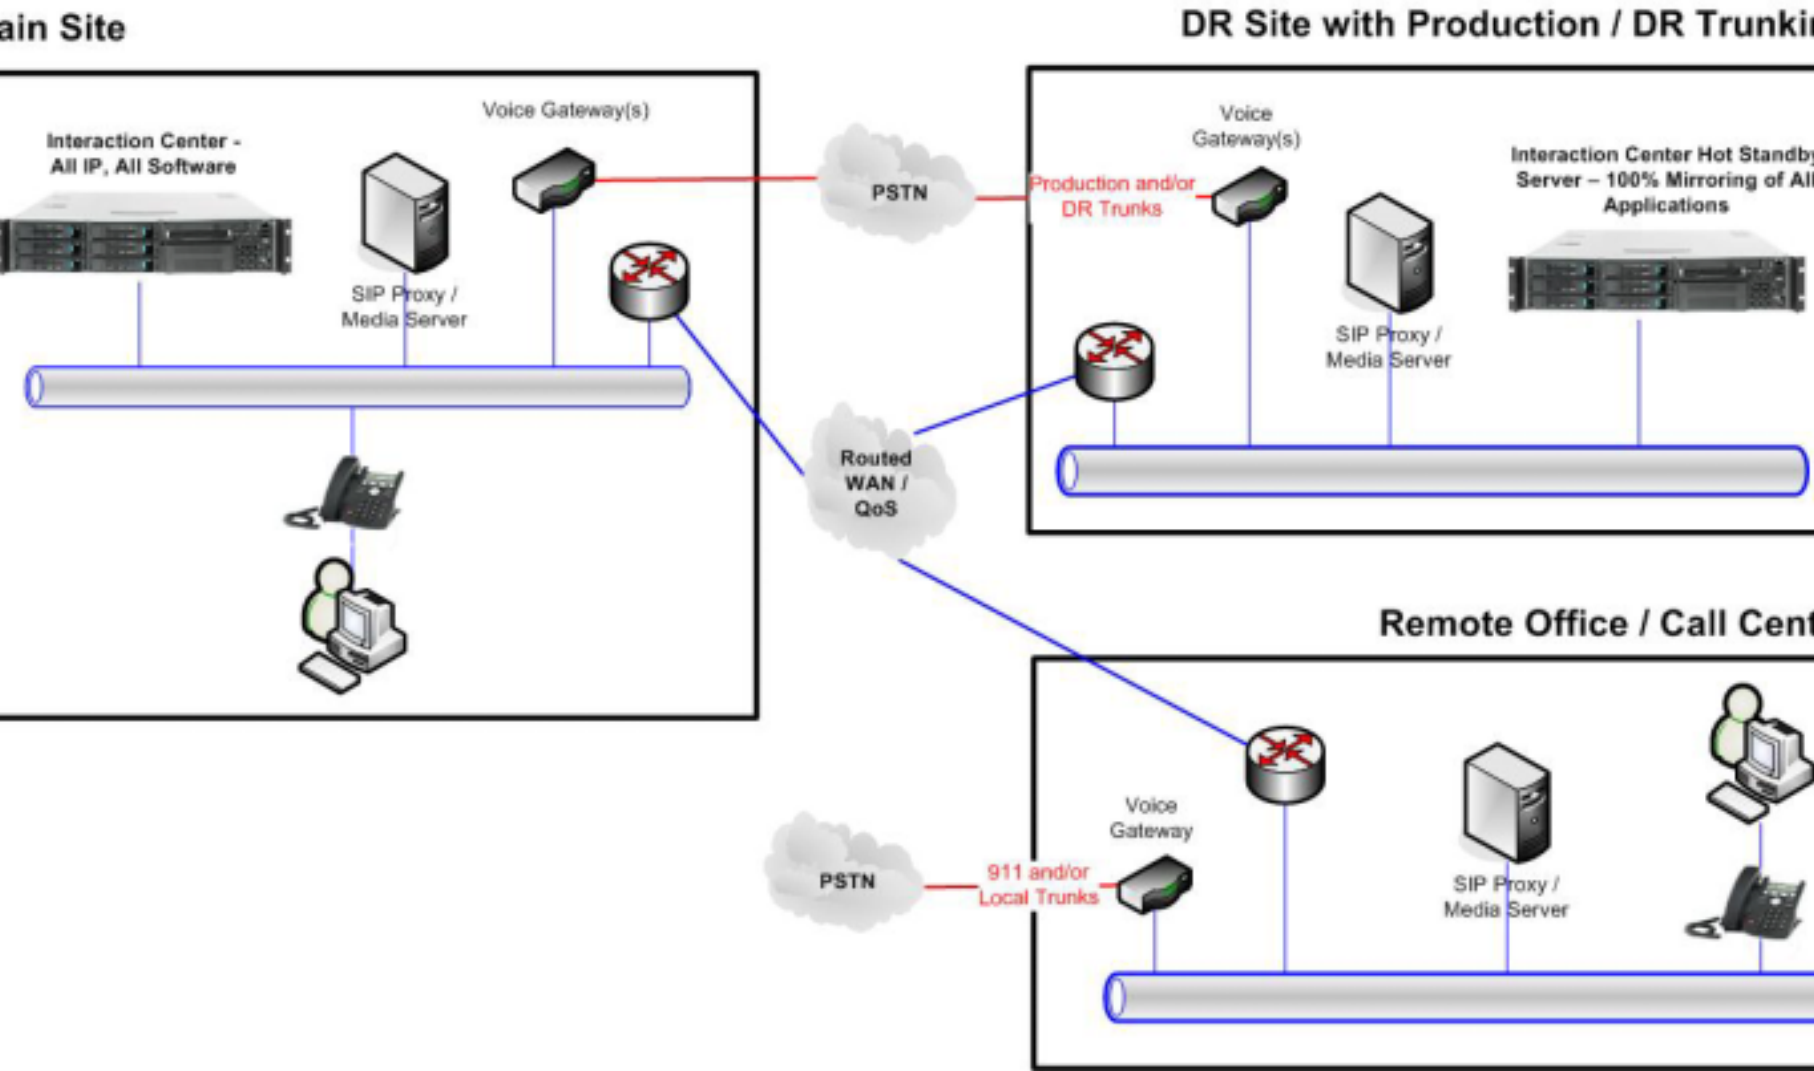 ain Site
DR Site with Production / DR Trunkin
Voice Gateway(s)
Interaction Center -
All IP, All Software
SIP Proxy /
Media Server
PSTN
Production and/or
DR Trunks
Voice
Gateway(s)
Interaction Center Hot Standby
Server – 100% Mirroring of All
Applications
SIP Proxy /
Media Server
Routed
WAN /
QoS
Remote Office / Call Cent
PSTN
911 and/or
Local Trunks
Voice
Gateway
SIP Proxy /
Media Server